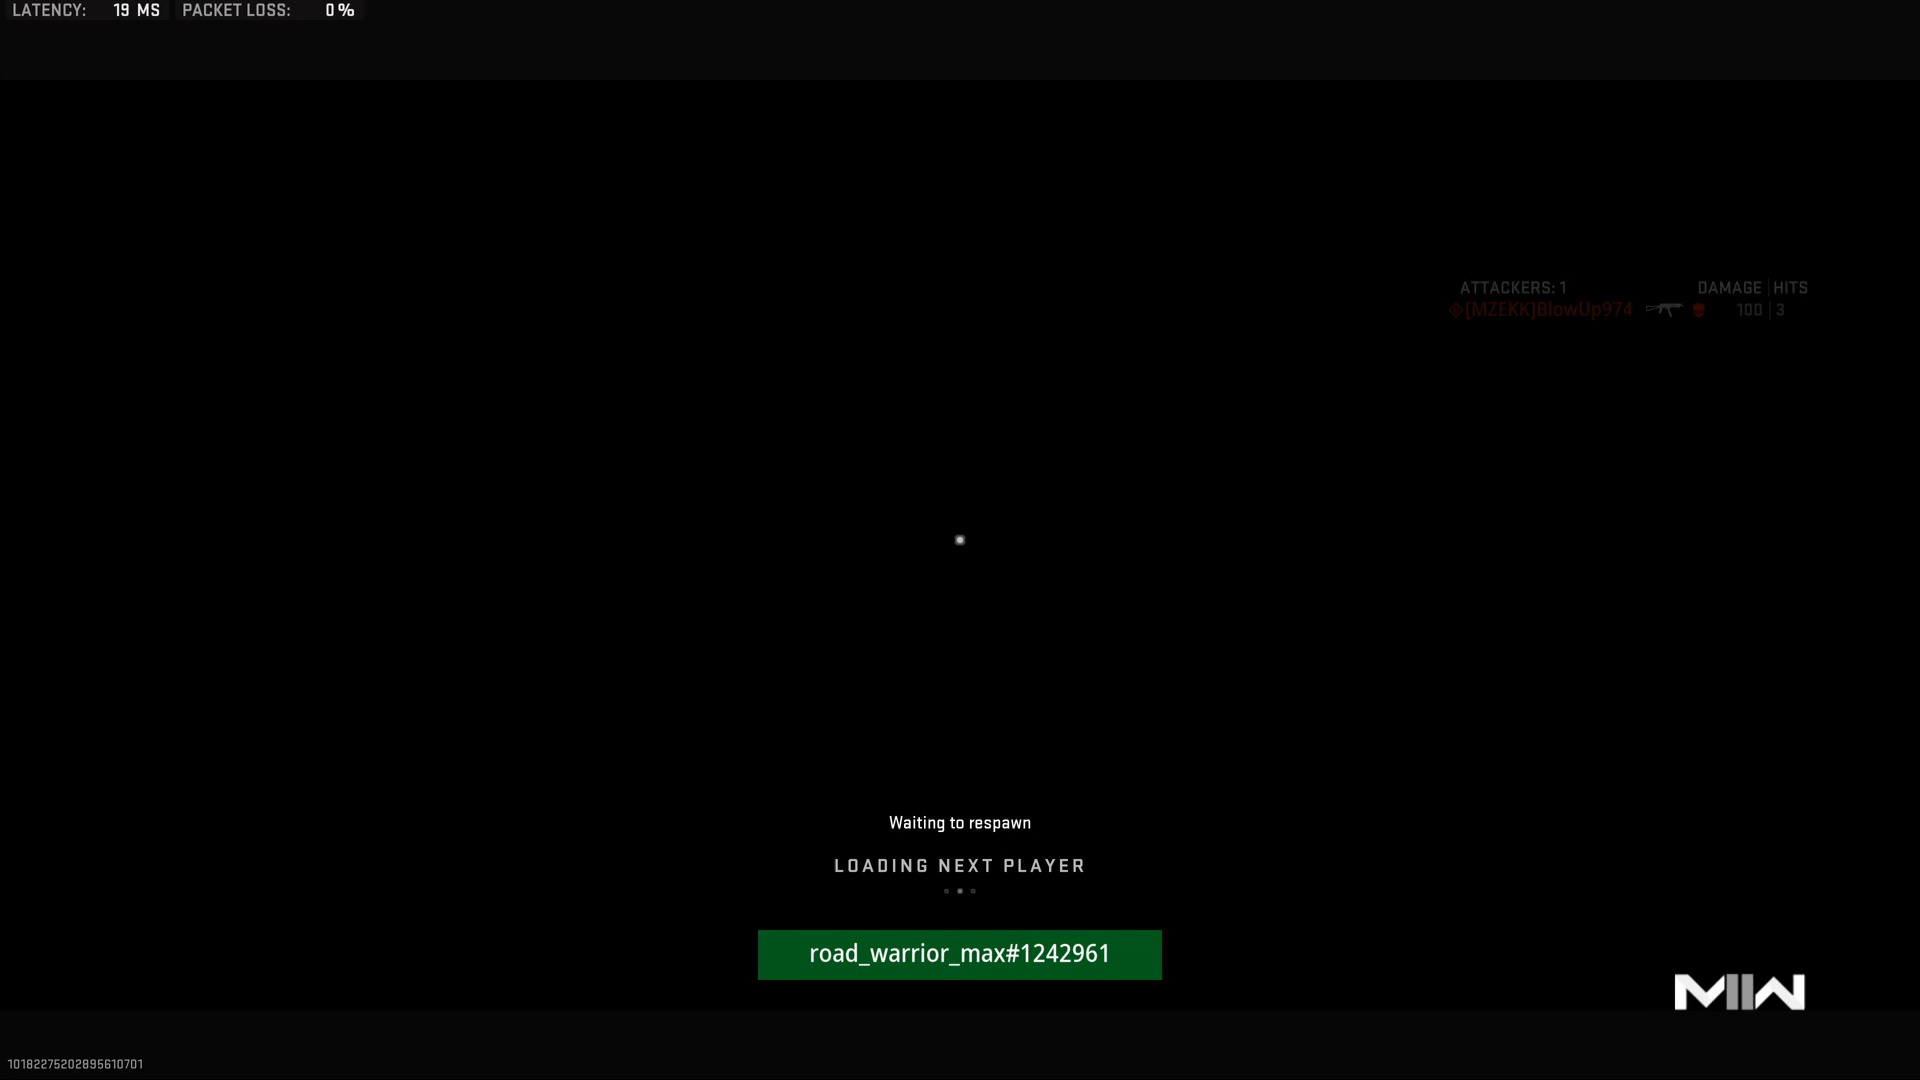 LATENCY: 19 MS PACKET LOSS: 0%
ATTACKERS: 1 DAMAGE HITS
[MZEKK]BlowUp974 100 3
Waiting to respawn
LOADING NEXT PLAYER
road_warrior_max#1242961
MIIW
10182275202895610701